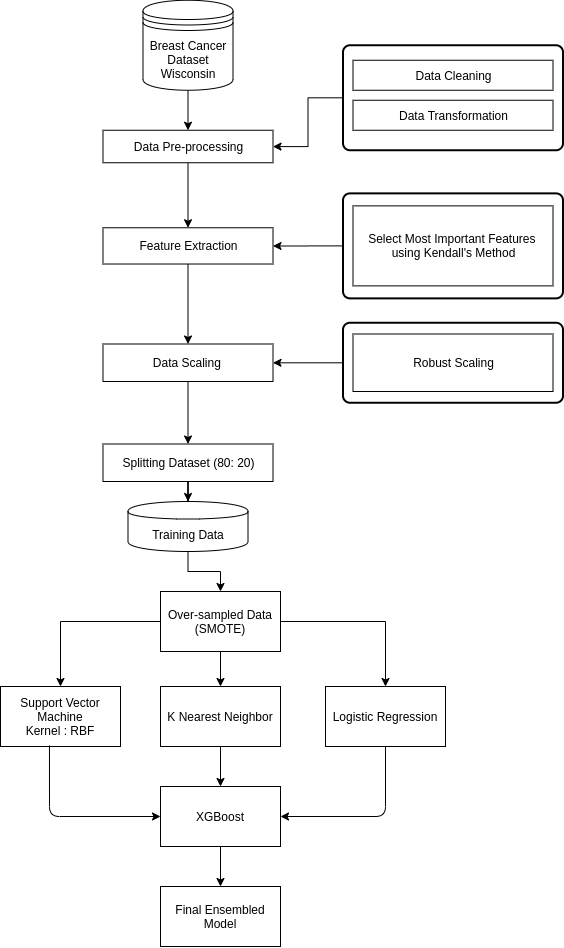 Breast Cancer
Dataset
Wisconsin
Data Cleaning
Data Transformation
Data Pre-processing
Select Most Important Features
using Kendall's Method
Feature Extraction
Data Scaling
Robust Scaling
Splitting Dataset (80: 20)
Training Data
Over-sampled Data
(SMOTE)
Support Vector
Machine
Kernel : RBF
K Nearest Neighbor
Logistic Regression
XGBoost
Final Ensembled
Model